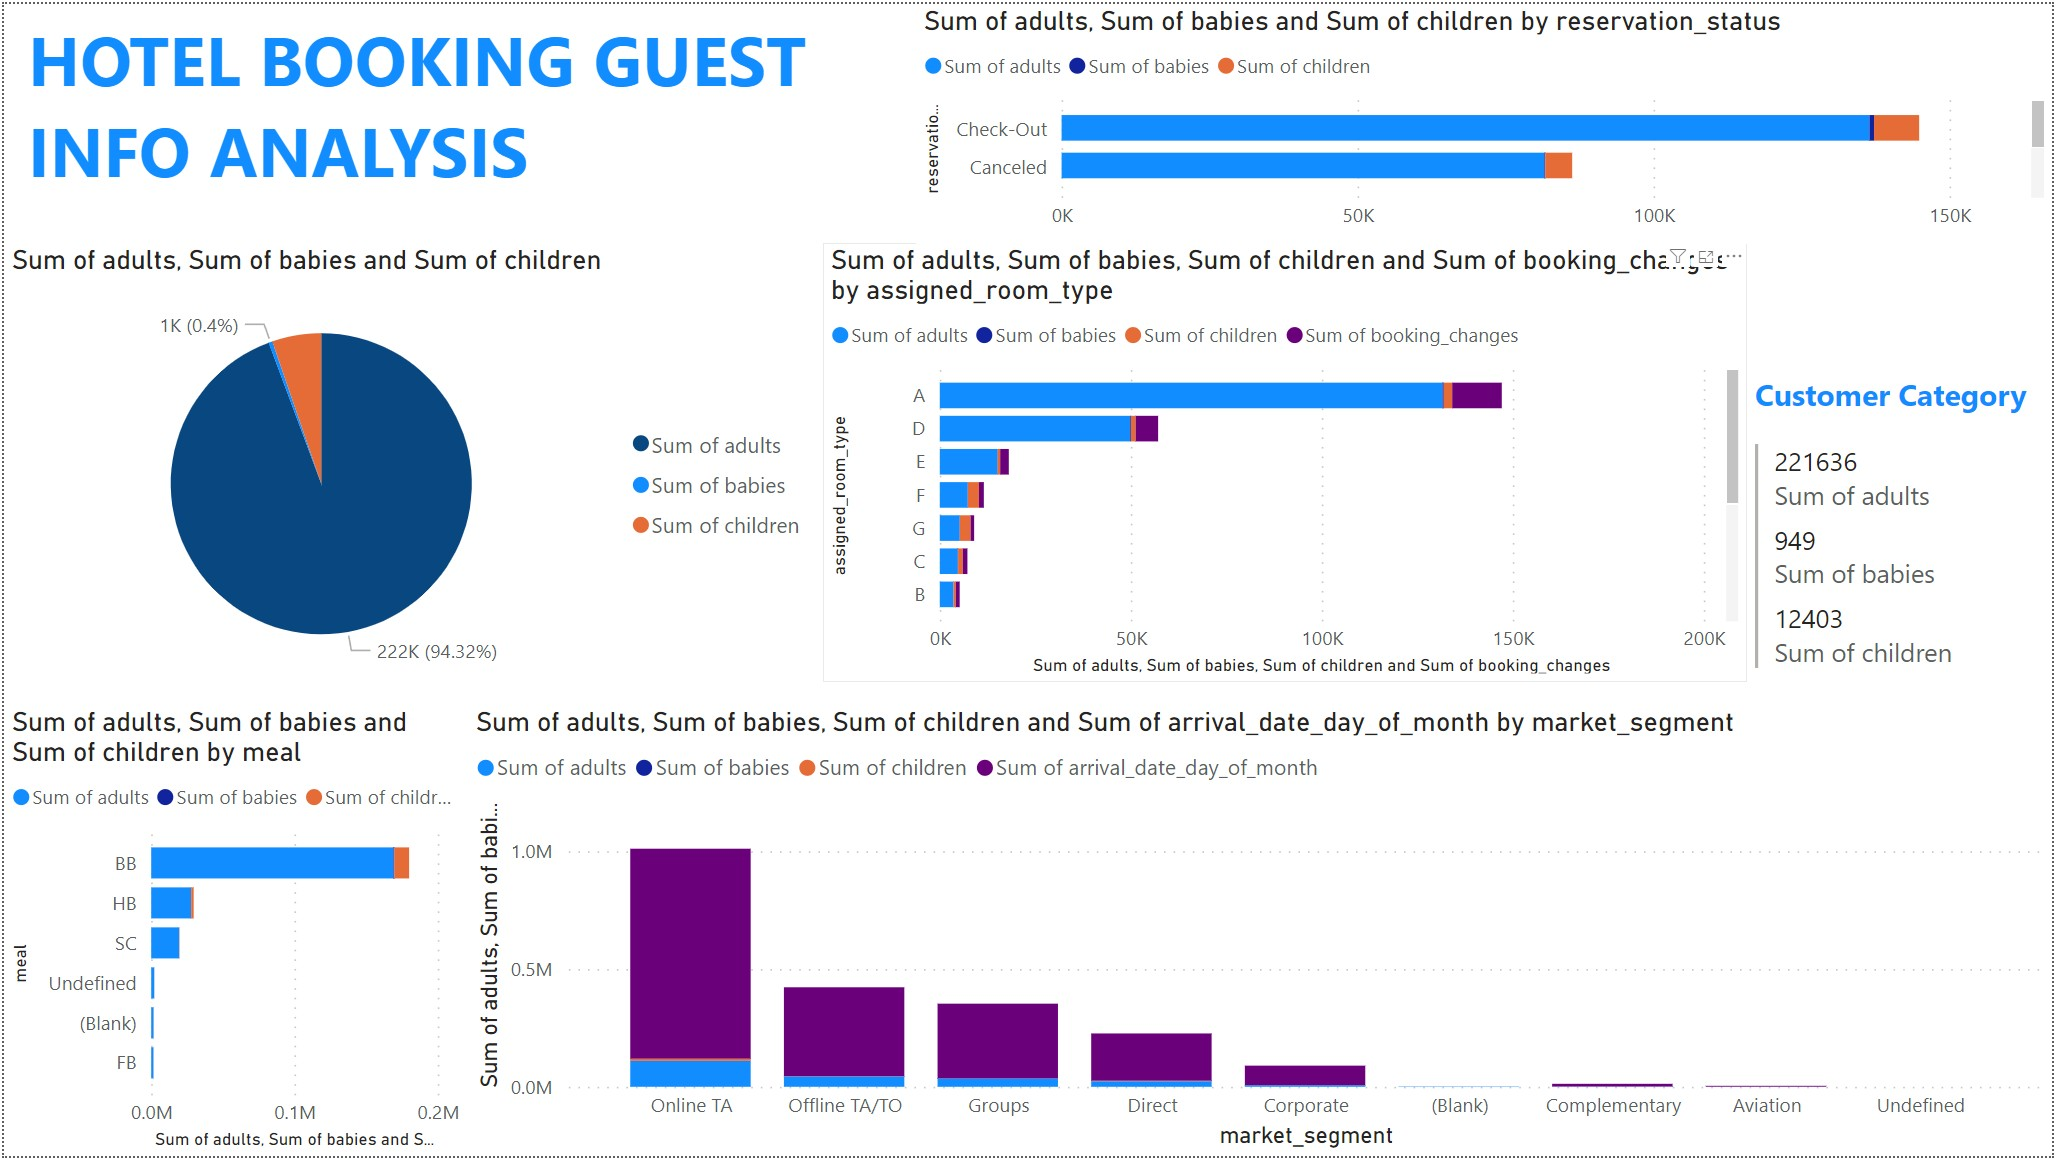 HOTEL BOOKING GUEST
INFO ANALYSIS
Sum of adults, Sum of babies and Sum of children by reservation_status
Sum of adults Sum of babies Sum of children
reservatio...
Check-Out
Canceled
0K 50K 100K 150K
Sum of adults, Sum of babies and Sum of children
1K (0.4%)
222K (94.32%)
Sum of adults
Sum of babies
Sum of children
Sum of adults, Sum of babies, Sum of children and Sum of booking_changes
by assigned_room_type
Sum of adults Sum of babies Sum of children Sum of booking_changes
assigned_room_type
A
D
E
F
G
C
B
0K 50K 100K 150K 200K
Sum of adults, Sum of babies, Sum of children and Sum of booking_changes
Customer Category
221636
Sum of adults
949
Sum of babies
12403
Sum of children
Sum of adults, Sum of babies and
Sum of children by meal
Sum of adults Sum of babies Sum of childr...
meal
BB
HB
SC
Undefined
(Blank)
FB
0.0M 0.1M 0.2M
Sum of adults, Sum of babies and S...
Sum of adults, Sum of babies, Sum of children and Sum of arrival_date_day_of_month by market_segment
Sum of adults Sum of babies Sum of children Sum of arrival_date_day_of_month
Sum of adults, Sum of babi...
1.0M
0.5M
0.0M
Online TA Offline TA/TO Groups Direct Corporate (Blank) Complementary Aviation Undefined
market_segment